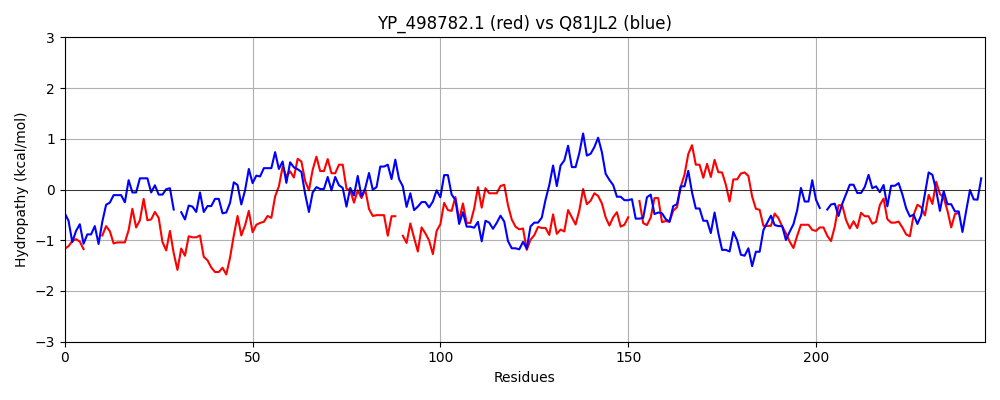 YP_498782.1 (red) vs Q81JL2 (blue)
Hydropathy (kcal/mol)
3
2
1
0
−1
−2
−3
0 50 100 150 200
Residues